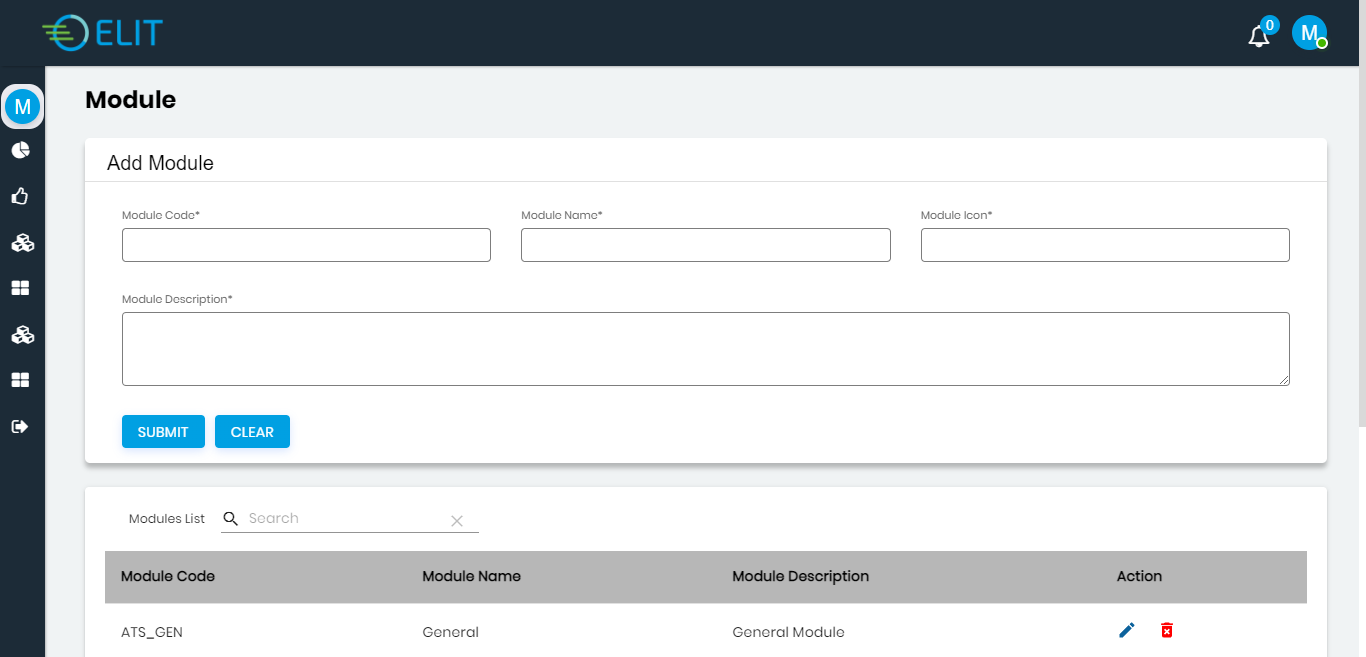 ELIT
0
M
M
Module
Add Module
Module Code* Module Name* Module Icon*
Module Description*
SUBMIT CLEAR
Modules List Search
Module Code Module Name Module Description Action
ATS_GEN General General Module